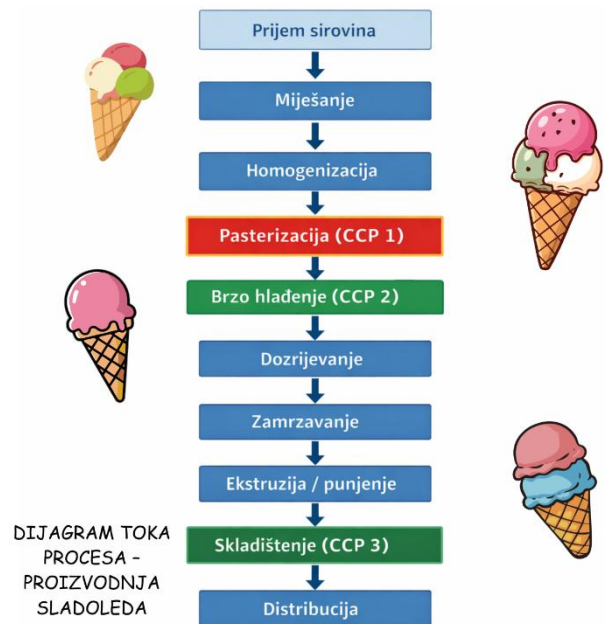 Prijem sirovina
Miješanje
Homogenizacija
Pasterizacija (CCP 1)
Brzo hlađenje (CCP 2)
Dozrijevanje
Zamrzavanje
Ekstruzija / punjenje
Skladištenje (CCP 3)
Distribucija
DIJAGRAM TOKA
PROCESA –
PROIZVODNJA
SLADOLEDA